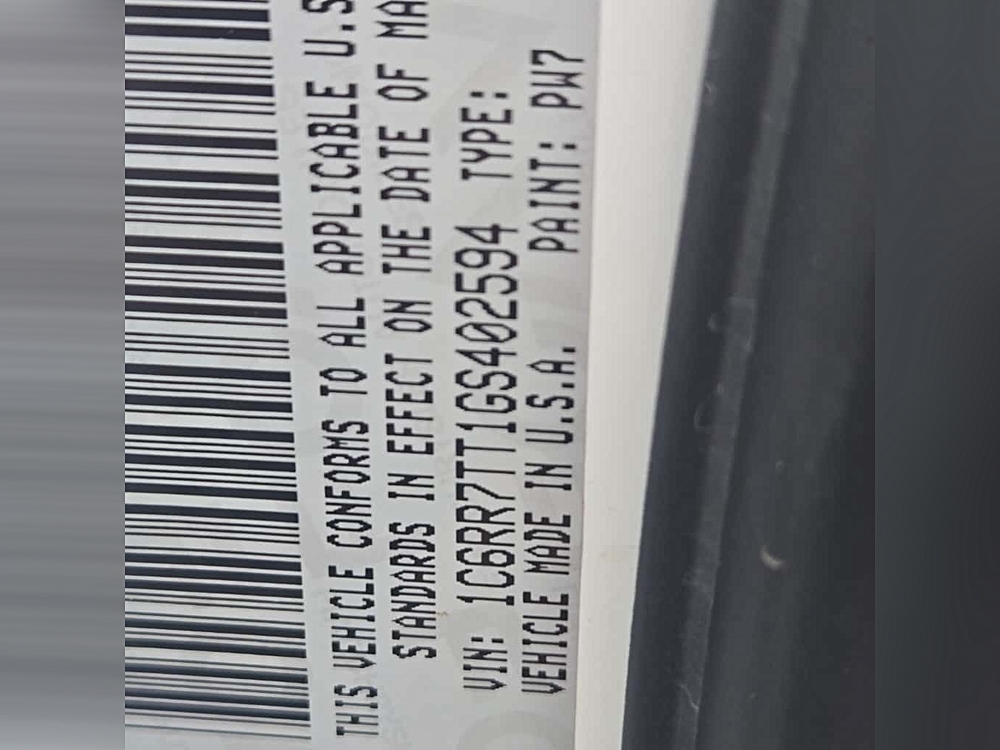 THIS VEHICLE CONFORMS TO ALL APPLICABLE U.S
STANDARDS IN EFFECT ON THE DATE OF MA
VIN: 1C6RR7TT1GS402594 TYPE:
VEHICLE MADE IN U.S.A. PAINT: PW7